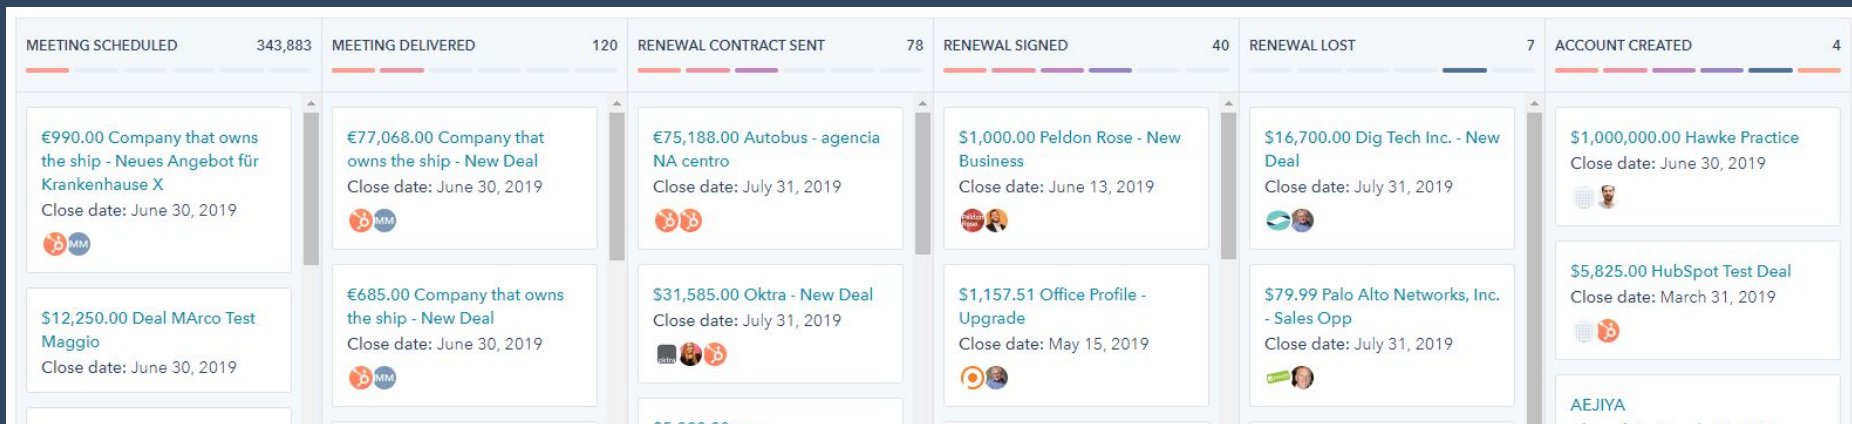 MEETING SCHEDULED 343,883
€990.00 Company that owns
the ship - Neues Angebot für
Krankenhause X
Close date: June 30, 2019
MM
$12,250.00 Deal MArco Test
Maggio
Close date: June 30, 2019
MEETING DELIVERED 120
€77,068.00 Company that
owns the ship - New Deal
Close date: June 30, 2019
MM
€685.00 Company that owns
the ship - New Deal
Close date: June 30, 2019
MM
RENEWAL CONTRACT SENT 78
€75,188.00 Autobus - agencia
NA centro
Close date: July 31, 2019
$31,585.00 Oktra - New Deal
Close date: July 31, 2019
oktra
RENEWAL SIGNED 40
$1,000.00 Peldon Rose - New
Business
Close date: June 13, 2019
Peldon
Rose
$1,157.51 Office Profile -
Upgrade
Close date: May 15, 2019
RENEWAL LOST 7
$16,700.00 Dig Tech Inc. - New
Deal
Close date: July 31, 2019
$79.99 Palo Alto Networks, Inc.
- Sales Opp
Close date: July 31, 2019
ACCOUNT CREATED 4
$1,000,000.00 Hawke Practice
Close date: June 30, 2019
$5,825.00 HubSpot Test Deal
Close date: March 31, 2019
AEJIYA